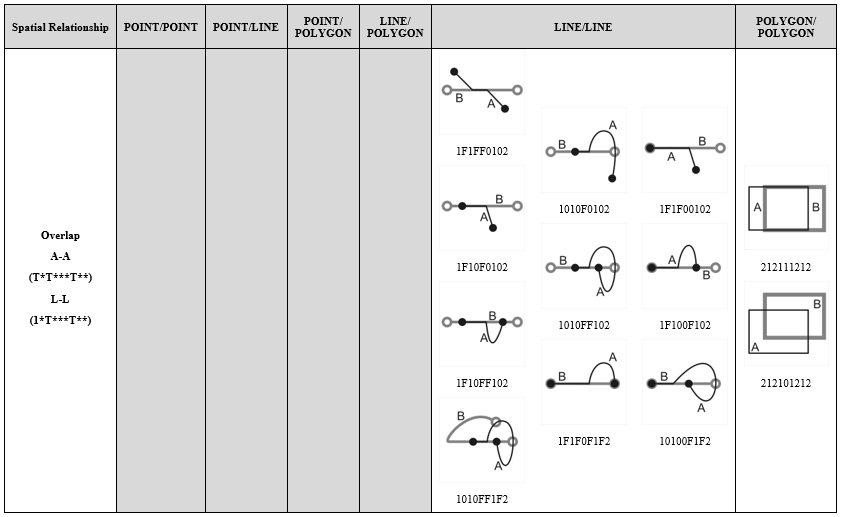 Spatial Relationship
POINT/POINT
POINT/LINE
POINT/
POLYGON
LINE/
POLYGON
LINE/LINE
POLYGON/
POLYGON
Overlap
A-A
(T*T***T**)
L-L
(1*T***T**)
B
A
1F1FF0102
B
A
1F10F0102
B
A
1F10FF102
B
A
1010FF1F2
A
B
1010F0102
B
A
1010FF102
A
B
1F1F0F1F2
B
A
1F1F00102
A
B
1F100F102
B
A
10100F1F2
A
B
212111212
B
A
212101212